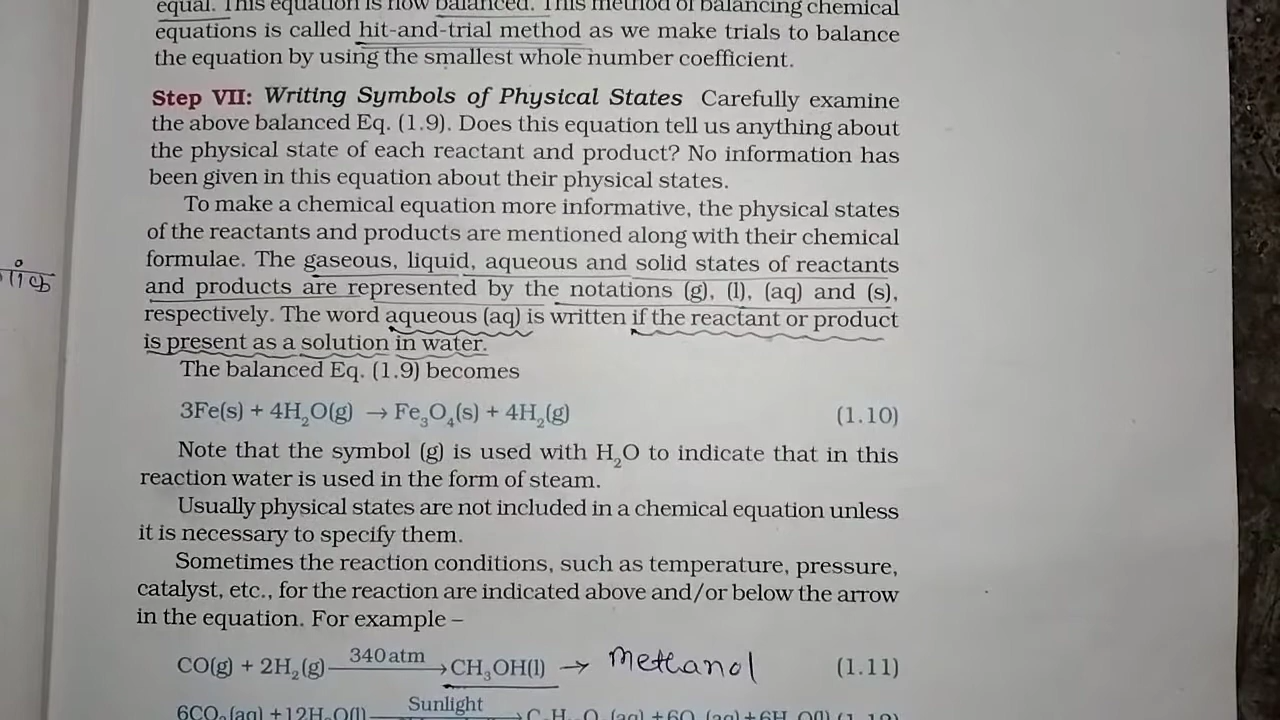 equal. This equation is now balanced. This method of balancing chemical
equations is called hit-and-trial method as we make trials to balance
the equation by using the smallest whole number coefficient.
Step VII: Writing Symbols of Physical States Carefully examine
the above balanced Eq. (1.9). Does this equation tell us anything about
the physical state of each reactant and product? No information has
been given in this equation about their physical states.
To make a chemical equation more informative, the physical states
of the reactants and products are mentioned along with their chemical
formulae. The gaseous, liquid, aqueous and solid states of reactants
and products are represented by the notations (g), (l), (aq) and (s),
respectively. The word aqueous (aq) is written if the reactant or product
is present as a solution in water.
The balanced Eq. (1.9) becomes
3Fe(s) + 4H₂O(g) → Fe₃O₄(s) + 4H₂(g) (1.10)
Note that the symbol (g) is used with H₂O to indicate that in this
reaction water is used in the form of steam.
Usually physical states are not included in a chemical equation unless
it is necessary to specify them.
Sometimes the reaction conditions, such as temperature, pressure,
catalyst, etc., for the reaction are indicated above and/or below the arrow
in the equation. For example –
340 atm
CO(g) + 2H₂(g) → CH₃OH(l) → Methanol (1.11)
Sunlight
6CO₂(aq) + 12H₂O(l) →